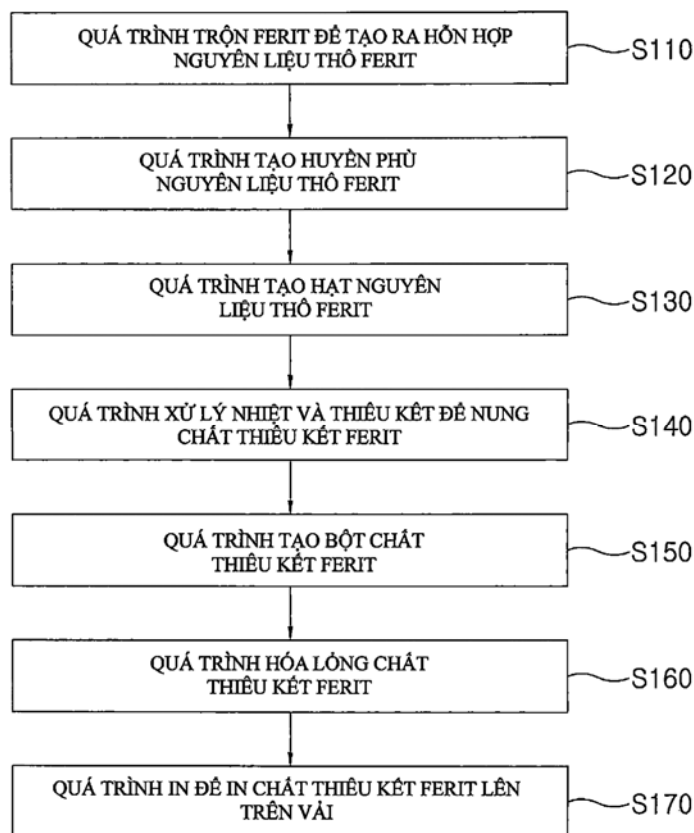 QUÁ TRÌNH TRỘN FERIT ĐỂ TẠO RA HỖN HỢP
NGUYÊN LIỆU THÔ FERIT
S110
QUÁ TRÌNH TẠO HUYỀN PHÙ
NGUYÊN LIỆU THÔ FERIT
S120
QUÁ TRÌNH TẠO HẠT NGUYÊN
LIỆU THÔ FERIT
S130
QUÁ TRÌNH XỬ LÝ NHIỆT VÀ THIÊU KẾT ĐỂ NUNG
CHẤT THIÊU KẾT FERIT
S140
QUÁ TRÌNH TẠO BỘT CHẤT
THIÊU KẾT FERIT
S150
QUÁ TRÌNH HÓA LỎNG CHẤT
THIÊU KẾT FERIT
S160
QUÁ TRÌNH IN ĐỂ IN CHẤT THIÊU KẾT FERIT LÊN
TRÊN VẢI
S170